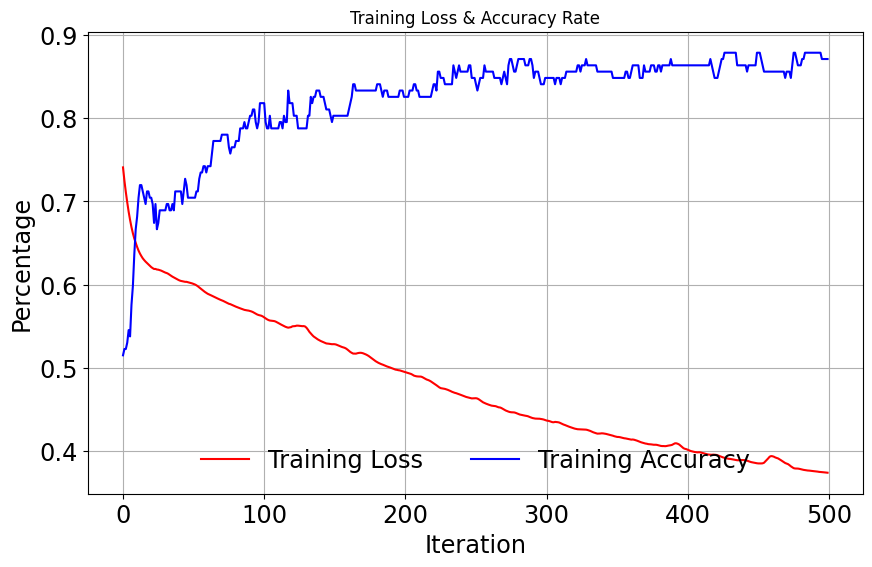 Training Loss & Accuracy Rate
0.9
0.8
0.7
0.6
0.5
0.4
Percentage
Training Loss
Training Accuracy
0
100
200
300
400
500
Iteration